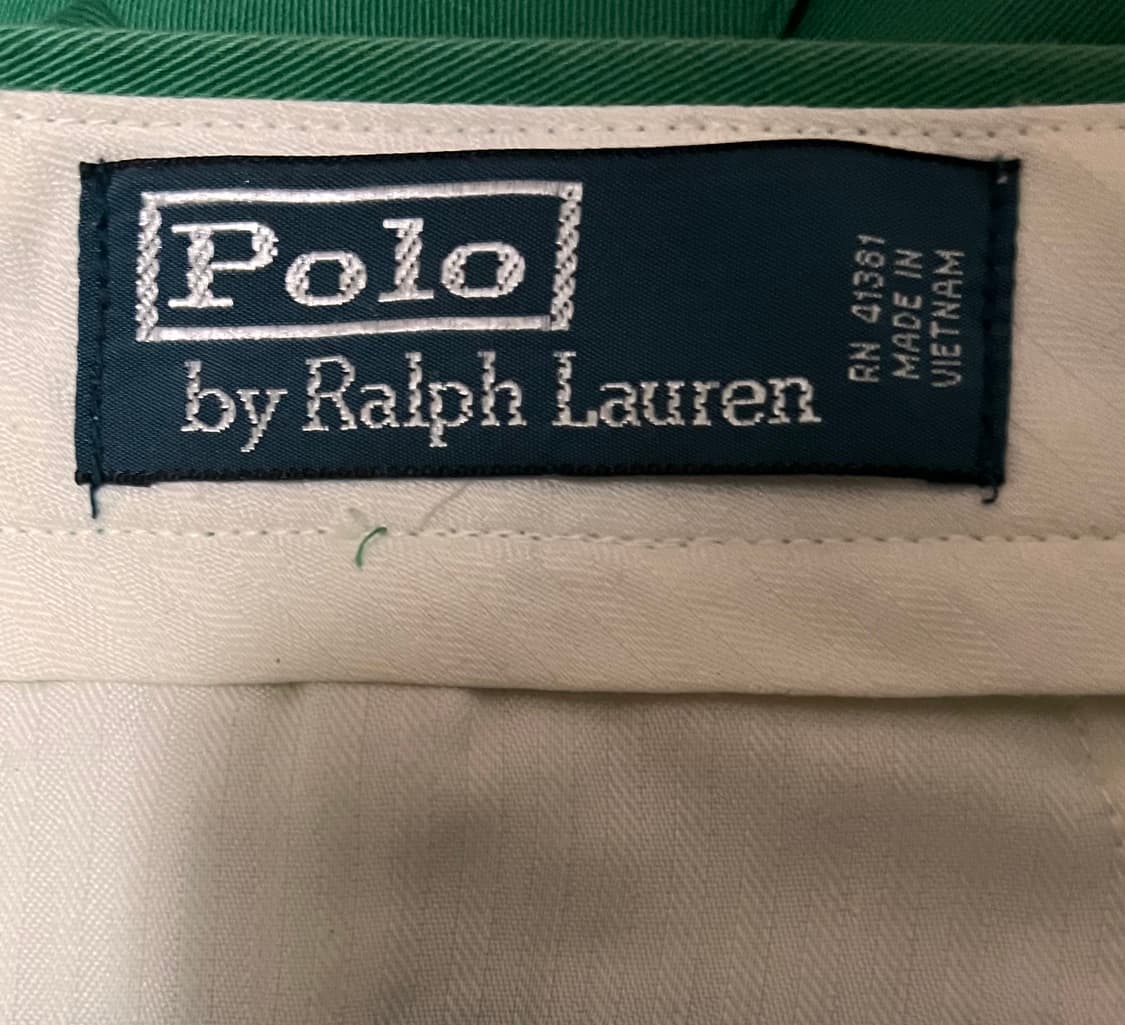 Polo
by Ralph Lauren
RN 41381
MADE IN
VIETNAM